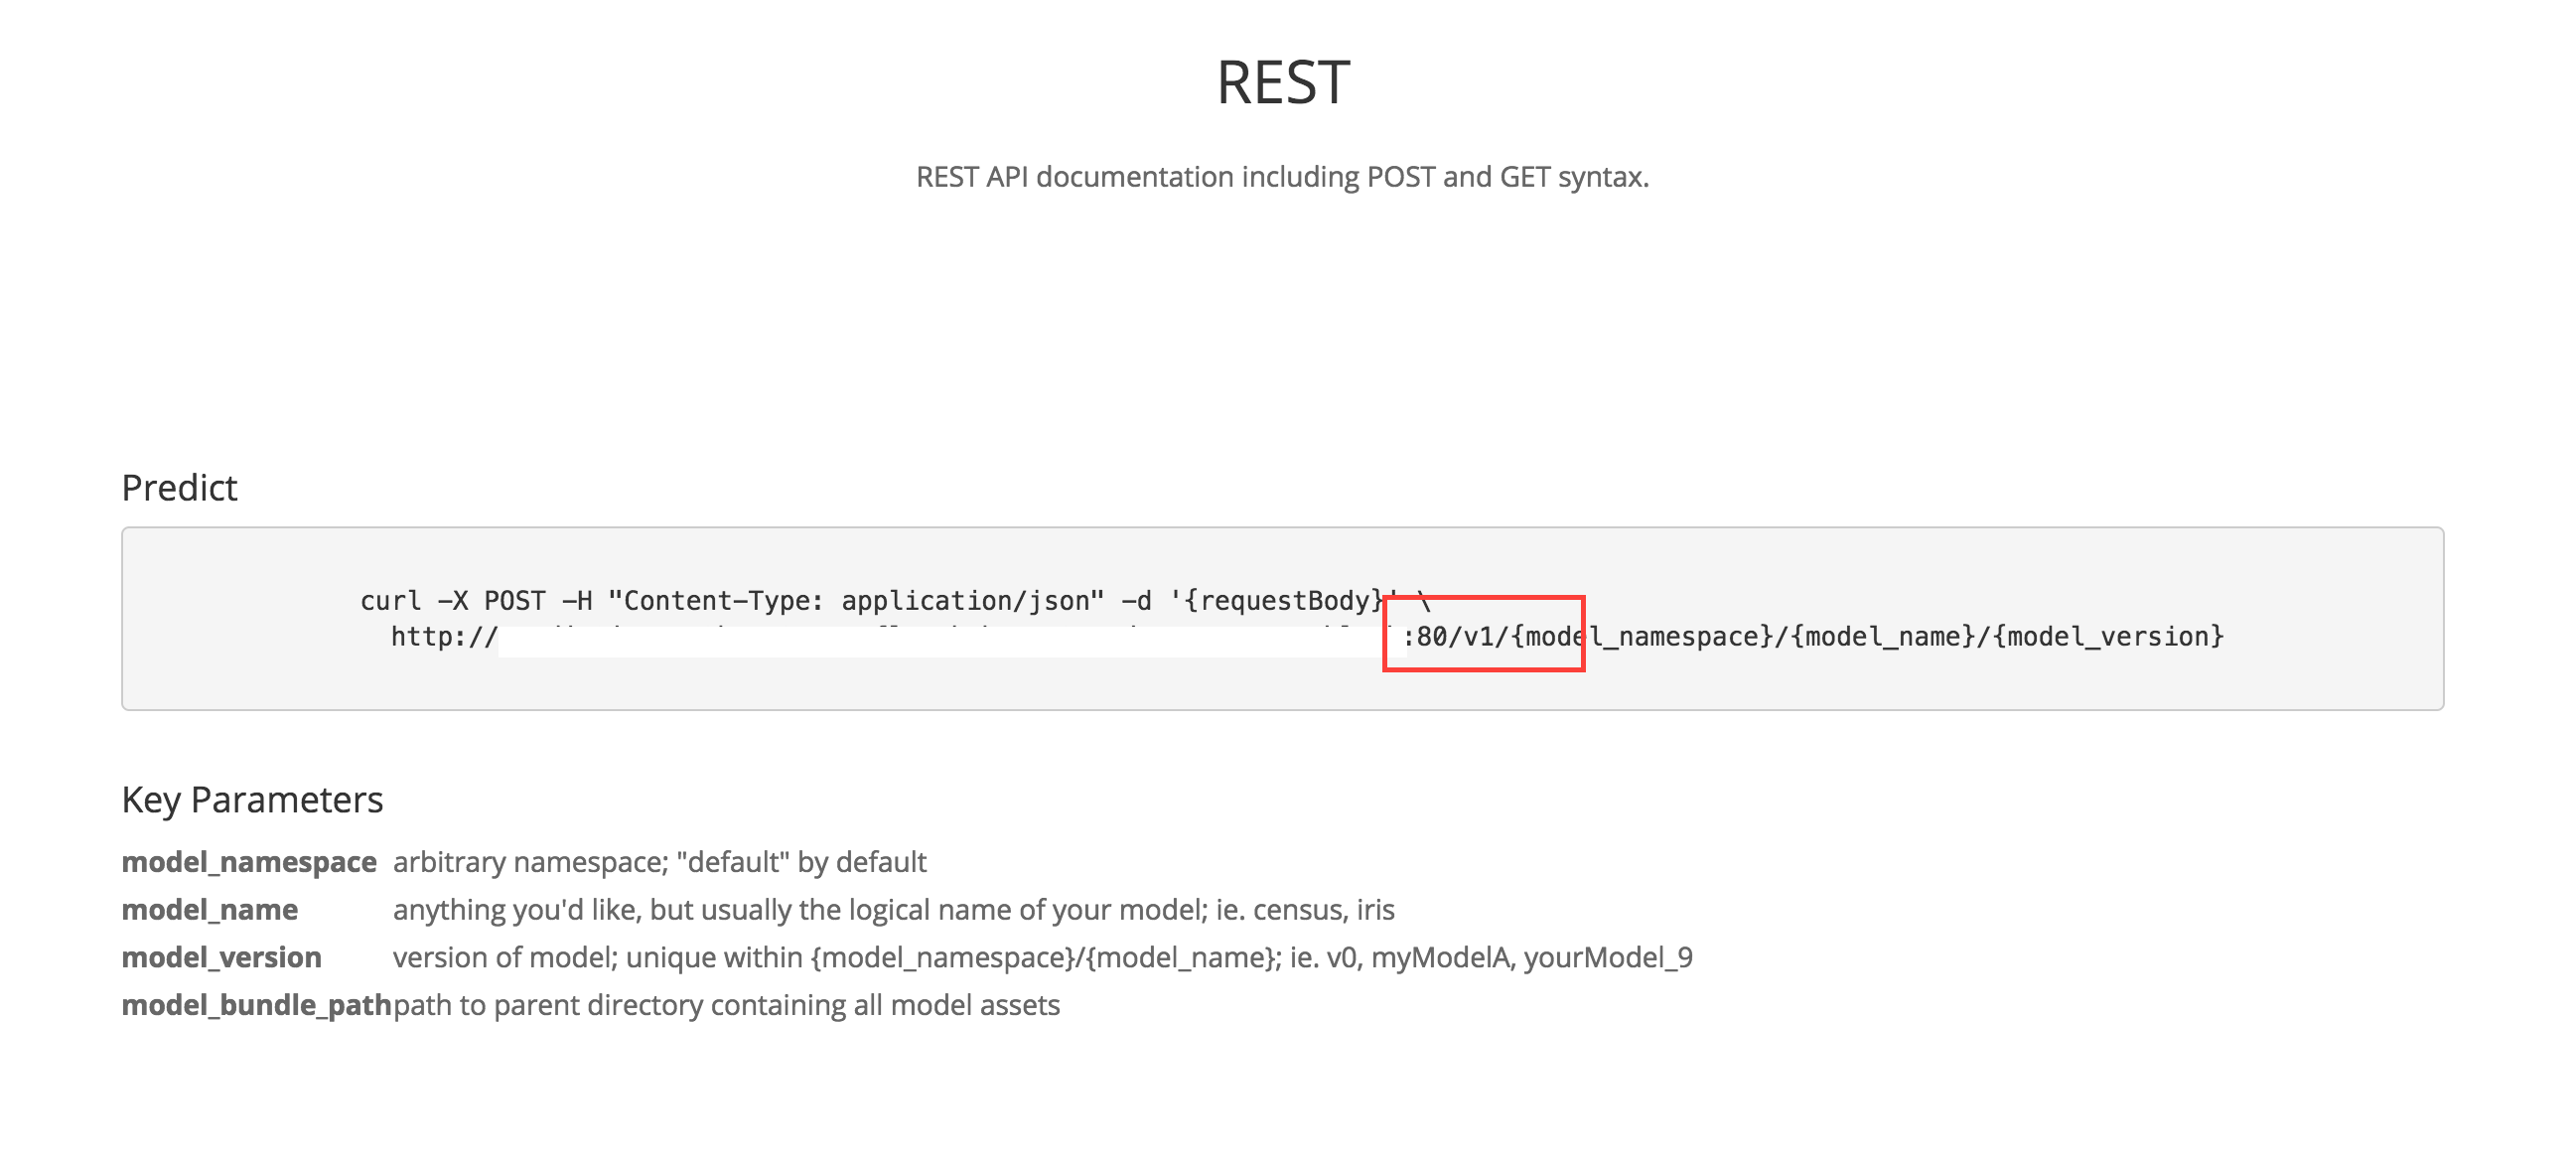 REST
REST API documentation including POST and GET syntax.
Predict
curl -X POST -H "Content-Type: application/json" -d '{requestBody}' \
http:// :80/v1/{model_namespace}/{model_name}/{model_version}
Key Parameters
model_namespace arbitrary namespace; "default" by default
model_name anything you'd like, but usually the logical name of your model; ie. census, iris
model_version version of model; unique within {model_namespace}/{model_name}; ie. v0, myModelA, yourModel_9
model_bundle_path path to parent directory containing all model assets